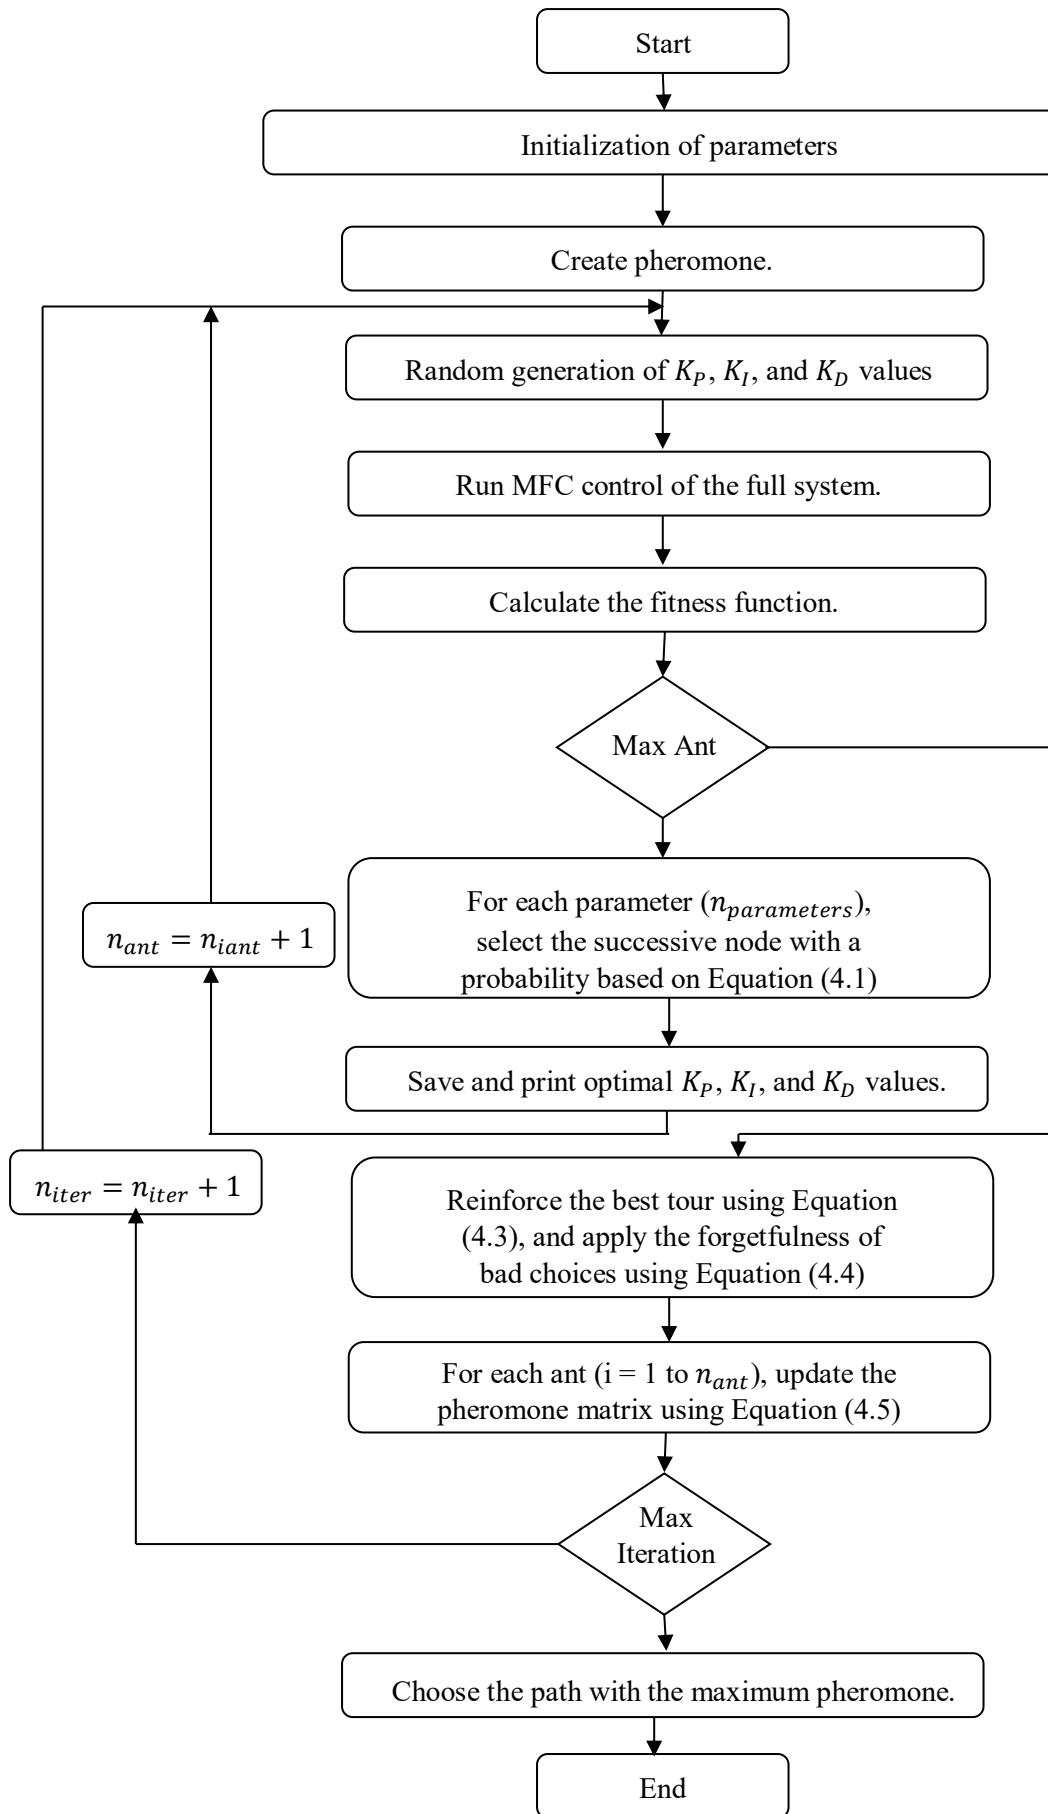 Start
Initialization of parameters
Create pheromone.
Random generation of K_P, K_I, and K_D values
Run MFC control of the full system.
Calculate the fitness function.
Max Ant
For each parameter (n_parameters),
select the successive node with a
probability based on Equation (4.1)
n_ant = n_iant + 1
Save and print optimal K_P, K_I, and K_D values.
n_iter = n_iter + 1
Reinforce the best tour using Equation
(4.3), and apply the forgetfulness of
bad choices using Equation (4.4)
For each ant (i = 1 to n_ant), update the
pheromone matrix using Equation (4.5)
Max
Iteration
Choose the path with the maximum pheromone.
End